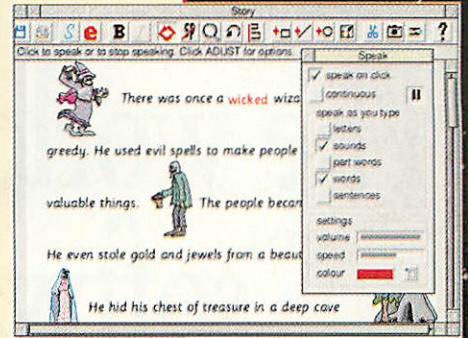 Story
S e B ?
Click to speak or to stop speaking. Click ADJUST for options.
There was once a wicked wiza
greedy. He used evil spells to make people
valuable things. The people becam
He even stole gold and jewels from a beaut
He hid his chest of treasure in a deep cave
Speak
speak on click
continuous
speak as you type
letters
sounds
part words
words
sentences
settings
volume
speed
colour